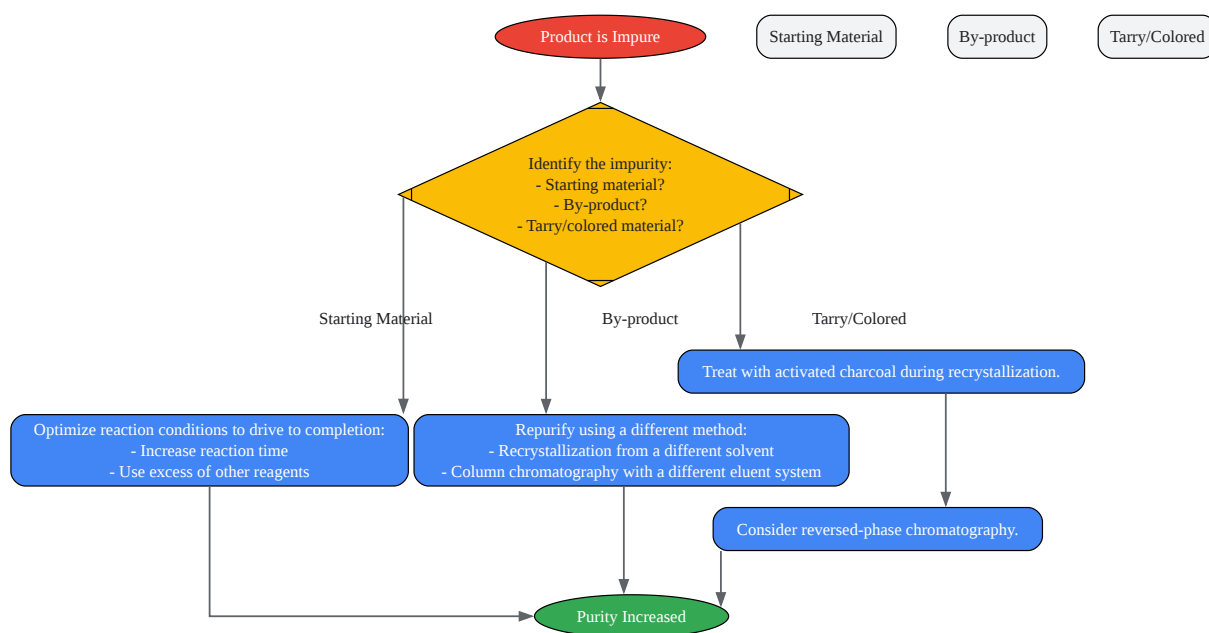 Product is Impure
Starting Material
By-product
Tarry/Colored
Identify the impurity:
- Starting material?
- By-product?
- Tarry/colored material?
Starting Material
By-product
Tarry/Colored
Treat with activated charcoal during recrystallization.
Optimize reaction conditions to drive to completion:
- Increase reaction time
- Use excess of other reagents
Repurify using a different method:
- Recrystallization from a different solvent
- Column chromatography with a different eluent system
Consider reversed-phase chromatography.
Purity Increased